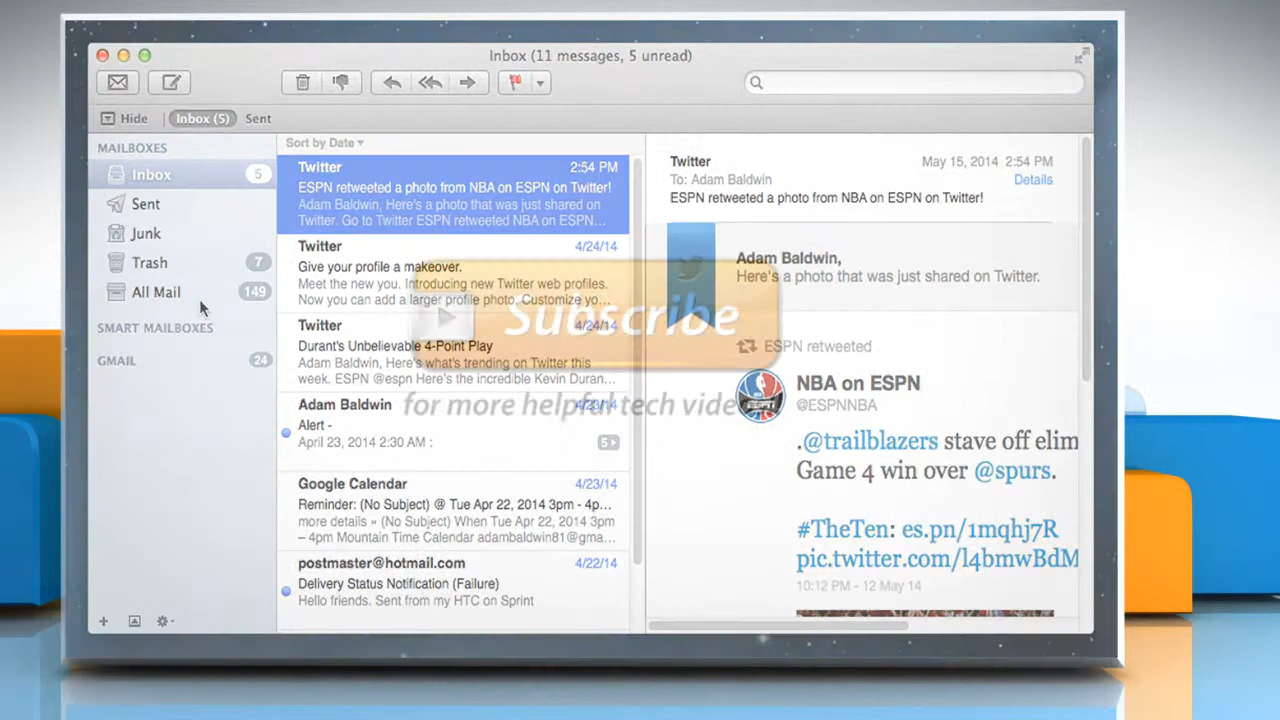 Inbox (11 messages, 5 unread)
Hide
Inbox (5)
Sent
MAILBOXES
Inbox 5
Sent
Junk
Trash 7
All Mail 149
SMART MAILBOXES
GMAIL 24
Sort by Date
Twitter 2:54 PM
ESPN retweeted a photo from NBA on ESPN on Twitter!
Adam Baldwin, Here's a photo that was just shared on
Twitter. Go to Twitter ESPN retweeted NBA on ESPN…
Twitter 4/24/14
Give your profile a makeover.
Meet the new you. Introducing new Twitter web profiles.
Now you can add a larger profile photo. Customize yo…
Twitter 4/24/14
Durant's Unbelievable 4-Point Play
Adam Baldwin, Here's what's trending on Twitter this
week. ESPN @espn Here's the incredible Kevin Duran…
Adam Baldwin 4/23/14
Alert -
April 23, 2014 2:30 AM :
5
Google Calendar 4/23/14
Reminder: (No Subject) @ Tue Apr 22, 2014 3pm - 4p…
more details » (No Subject) When Tue Apr 22, 2014 3pm
– 4pm Mountain Time Calendar adambaldwin81@gma…
postmaster@hotmail.com 4/22/14
Delivery Status Notification (Failure)
Hello friends. Sent from my HTC on Sprint
Twitter May 15, 2014 2:54 PM
To: Adam Baldwin Details
ESPN retweeted a photo from NBA on ESPN on Twitter!
Adam Baldwin,
Here's a photo that was just shared on Twitter.
ESPN retweeted
NBA on ESPN
@ESPNNBA
.@trailblazers stave off elim
Game 4 win over @spurs.
#TheTen: es.pn/1mqhj7R
pic.twitter.com/l4bmwBdM
10:12 PM - 12 May 14
Subscribe
for more helpful tech vide